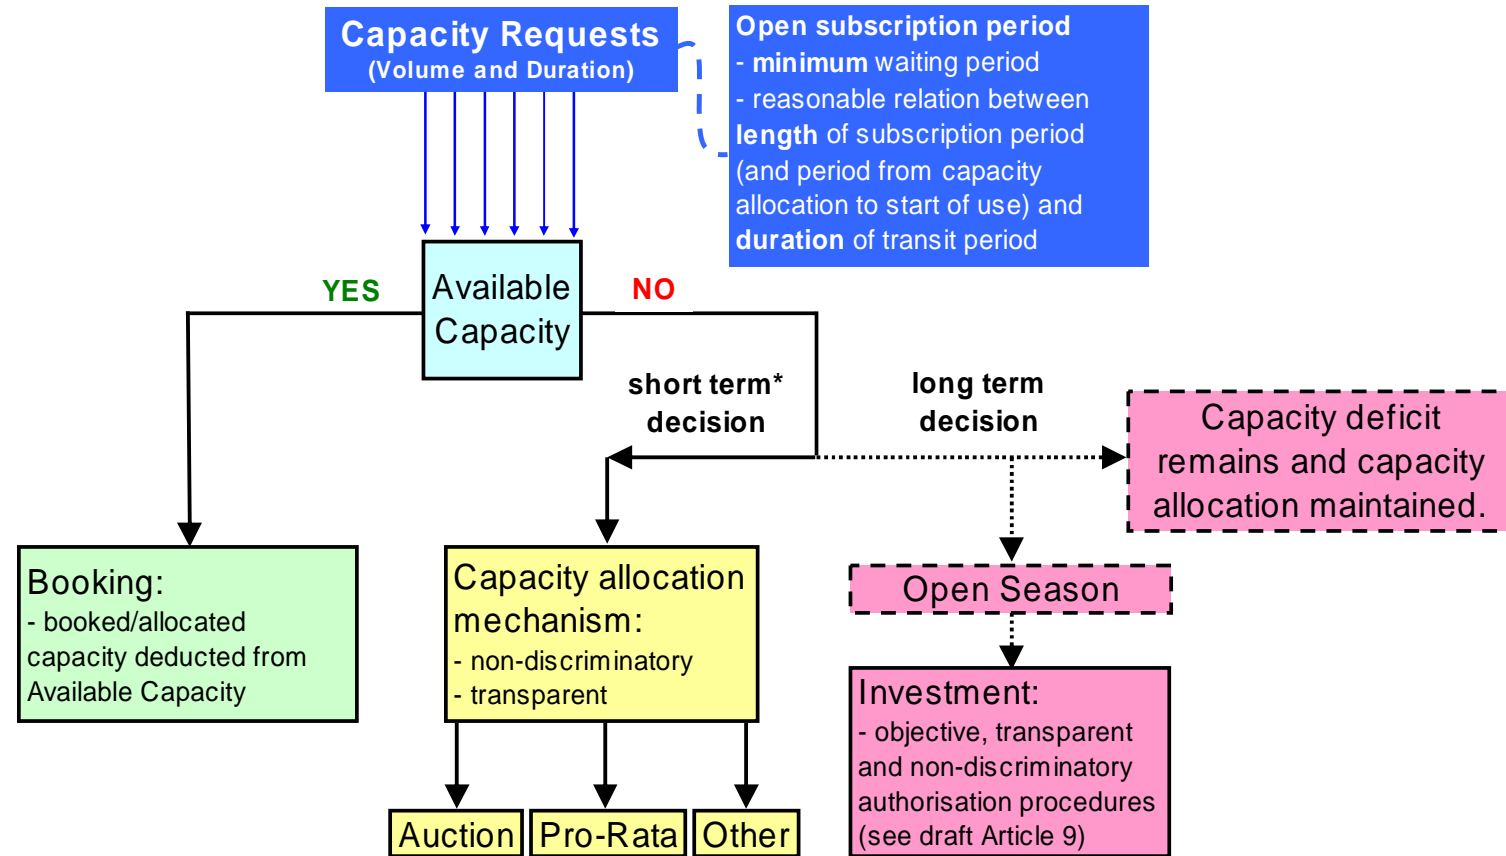 Capacity Requests
(Volume and Duration)
Open subscription period
- minimum waiting period
- reasonable relation between
length of subscription period
(and period from capacity
allocation to start of use) and
duration of transit period
YES
Available
Capacity
NO
short term*
decision
long term
decision
Capacity deficit
remains and capacity
allocation maintained.
Booking:
- booked/allocated
capacity deducted from
Available Capacity
Capacity allocation
mechanism:
- non-discriminatory
- transparent
Open Season
Investment:
- objective, transparent
and non-discriminatory
authorisation procedures
(see draft Article 9)
Auction
Pro-Rata
Other